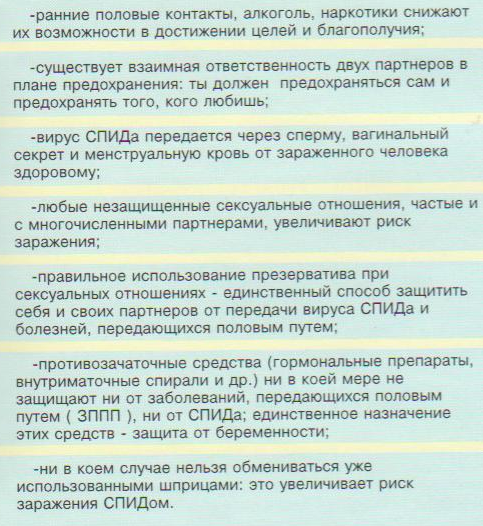 -ранние половые контакты, алкоголь, наркотики снижают
их возможности в достижении целей и благополучия;
-существует взаимная ответственность двух партнеров в
плане предохранения: ты должен предохраняться сам и
предохранять того, кого любишь;
-вирус СПИДа передается через сперму, вагинальный
секрет и менструальную кровь от зараженного человека
здоровому;
-любые незащищенные сексуальные отношения, частые и
с многочисленными партнерами, увеличивают риск
заражения;
-правильное использование презерватива при
сексуальных отношениях - единственный способ защитить
себя и своих партнеров от передачи вируса СПИДа и
болезней, передающихся половым путем;
-противозачаточные средства (гормональные препараты,
внутриматочные спирали и др.) ни в коей мере не
защищают ни от заболеваний, передающихся половым
путем ( ЗППП ), ни от СПИДа; единственное назначение
этих средств - защита от беременности;
-ни в коем случае нельзя обмениваться уже
использованными шприцами: это увеличивает риск
заражения СПИДом.